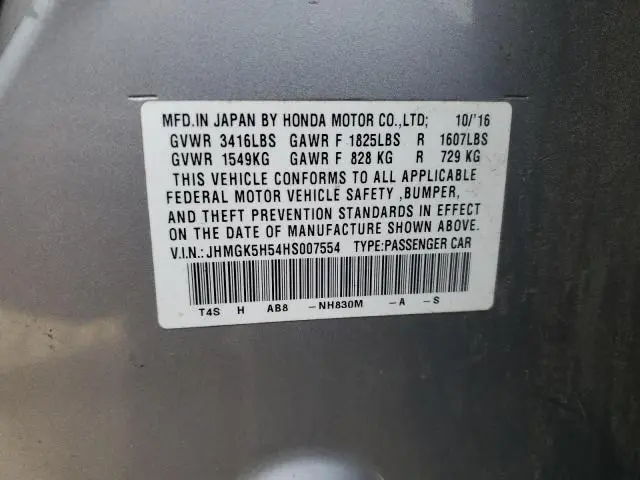 MFD.IN JAPAN BY HONDA MOTOR CO.,LTD; 10/'16
GVWR 3416LBS GAWR F 1825LBS R 1607LBS
GVWR 1549KG GAWR F 828 KG R 729 KG
THIS VEHICLE CONFORMS TO ALL APPLICABLE
FEDERAL MOTOR VEHICLE SAFETY ,BUMPER,
AND THEFT PREVENTION STANDARDS IN EFFECT
ON THE DATE OF MANUFACTURE SHOWN ABOVE.
V.I.N.:JHMGK5H54HS007554 TYPE:PASSENGER CAR
T4S H AB8 -NH830M -A -S